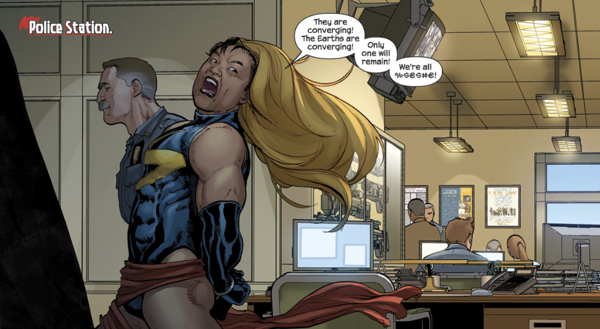 Police Station.
They are
converging!
The Earths are
converging!
Only
one will
remain!
We're all
%@$#&!